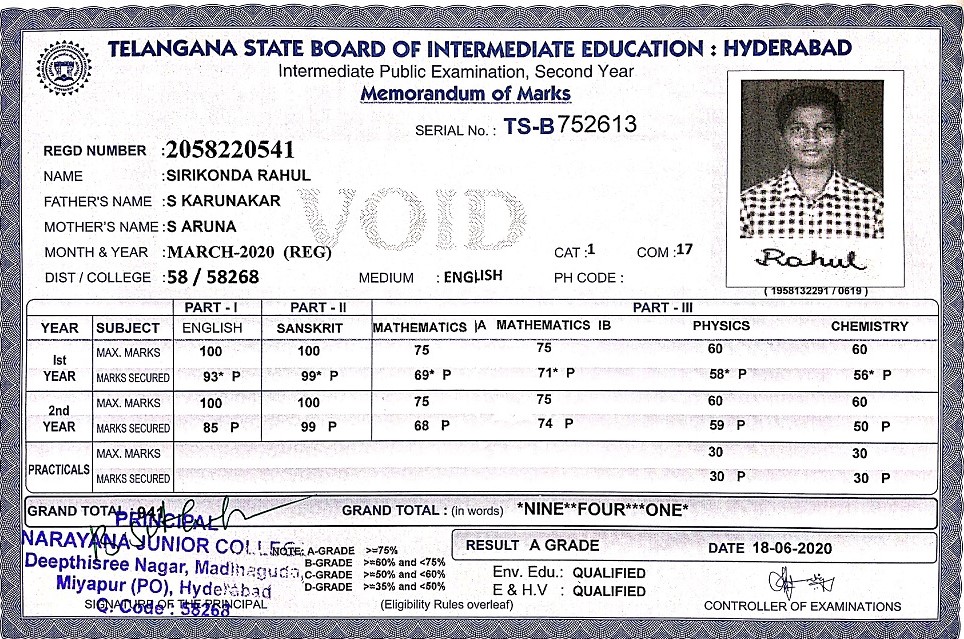 TELANGANA STATE BOARD OF INTERMEDIATE EDUCATION : HYDERABAD
Intermediate Public Examination, Second Year
Memorandum of Marks
SERIAL No. : TS-B 752613
REGD NUMBER :2058220541
NAME :SIRIKONDA RAHUL
FATHER'S NAME :S KARUNAKAR
MOTHER'S NAME :S ARUNA
VOID
MONTH & YEAR :MARCH-2020 (REG) CAT :1 COM :17
DIST / COLLEGE :58 / 58268 MEDIUM : ENGLISH PH CODE :
Rahul
( 1958132291 / 0619 )
PART - I PART - II PART - III
YEAR SUBJECT ENGLISH SANSKRIT MATHEMATICS IA MATHEMATICS IB PHYSICS CHEMISTRY
1st YEAR MAX. MARKS 100 100 75 75 60 60
MARKS SECURED 93* P 99* P 69* P 71* P 58* P 56* P
2nd YEAR MAX. MARKS 100 100 75 75 60 60
MARKS SECURED 85 P 99 P 68 P 74 P 59 P 50 P
PRACTICALS MAX. MARKS 30 30
MARKS SECURED 30 P 30 P
GRAND TOTAL : 941 GRAND TOTAL : (in words) *NINE**FOUR***ONE*
PRINCIPAL
NARAYANA JUNIOR COLLEGE
Deepthisree Nagar, Madinaguda,
Miyapur (PO), Hyderabad
Q. Code : 58268
SIGNATURE OF THE PRINCIPAL
NOTE: A-GRADE >=75%
B-GRADE >=60% and <75%
C-GRADE >=50% and <60%
D-GRADE >=35% and <50%
(Eligibility Rules overleaf)
RESULT A GRADE DATE 18-06-2020
Env. Edu.: QUALIFIED
E & H.V : QUALIFIED
CONTROLLER OF EXAMINATIONS